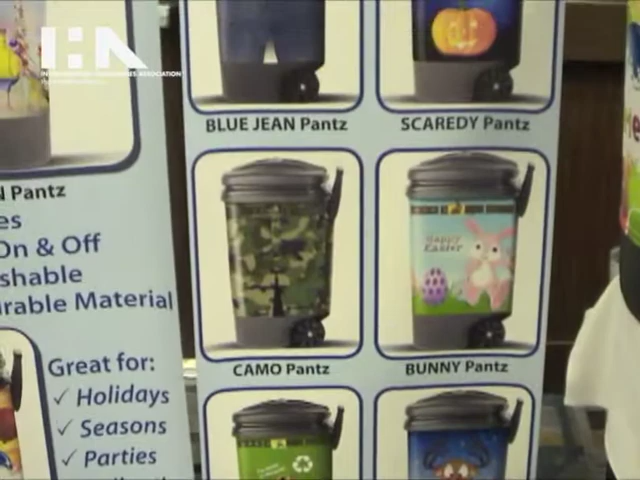 IHA
BLUE JEAN Pantz
SCAREDY Pantz
N Pantz
On & Off
shable
rable Material
Happy Easter
CAMO Pantz
BUNNY Pantz
Great for:
✓ Holidays
✓ Seasons
✓ Parties